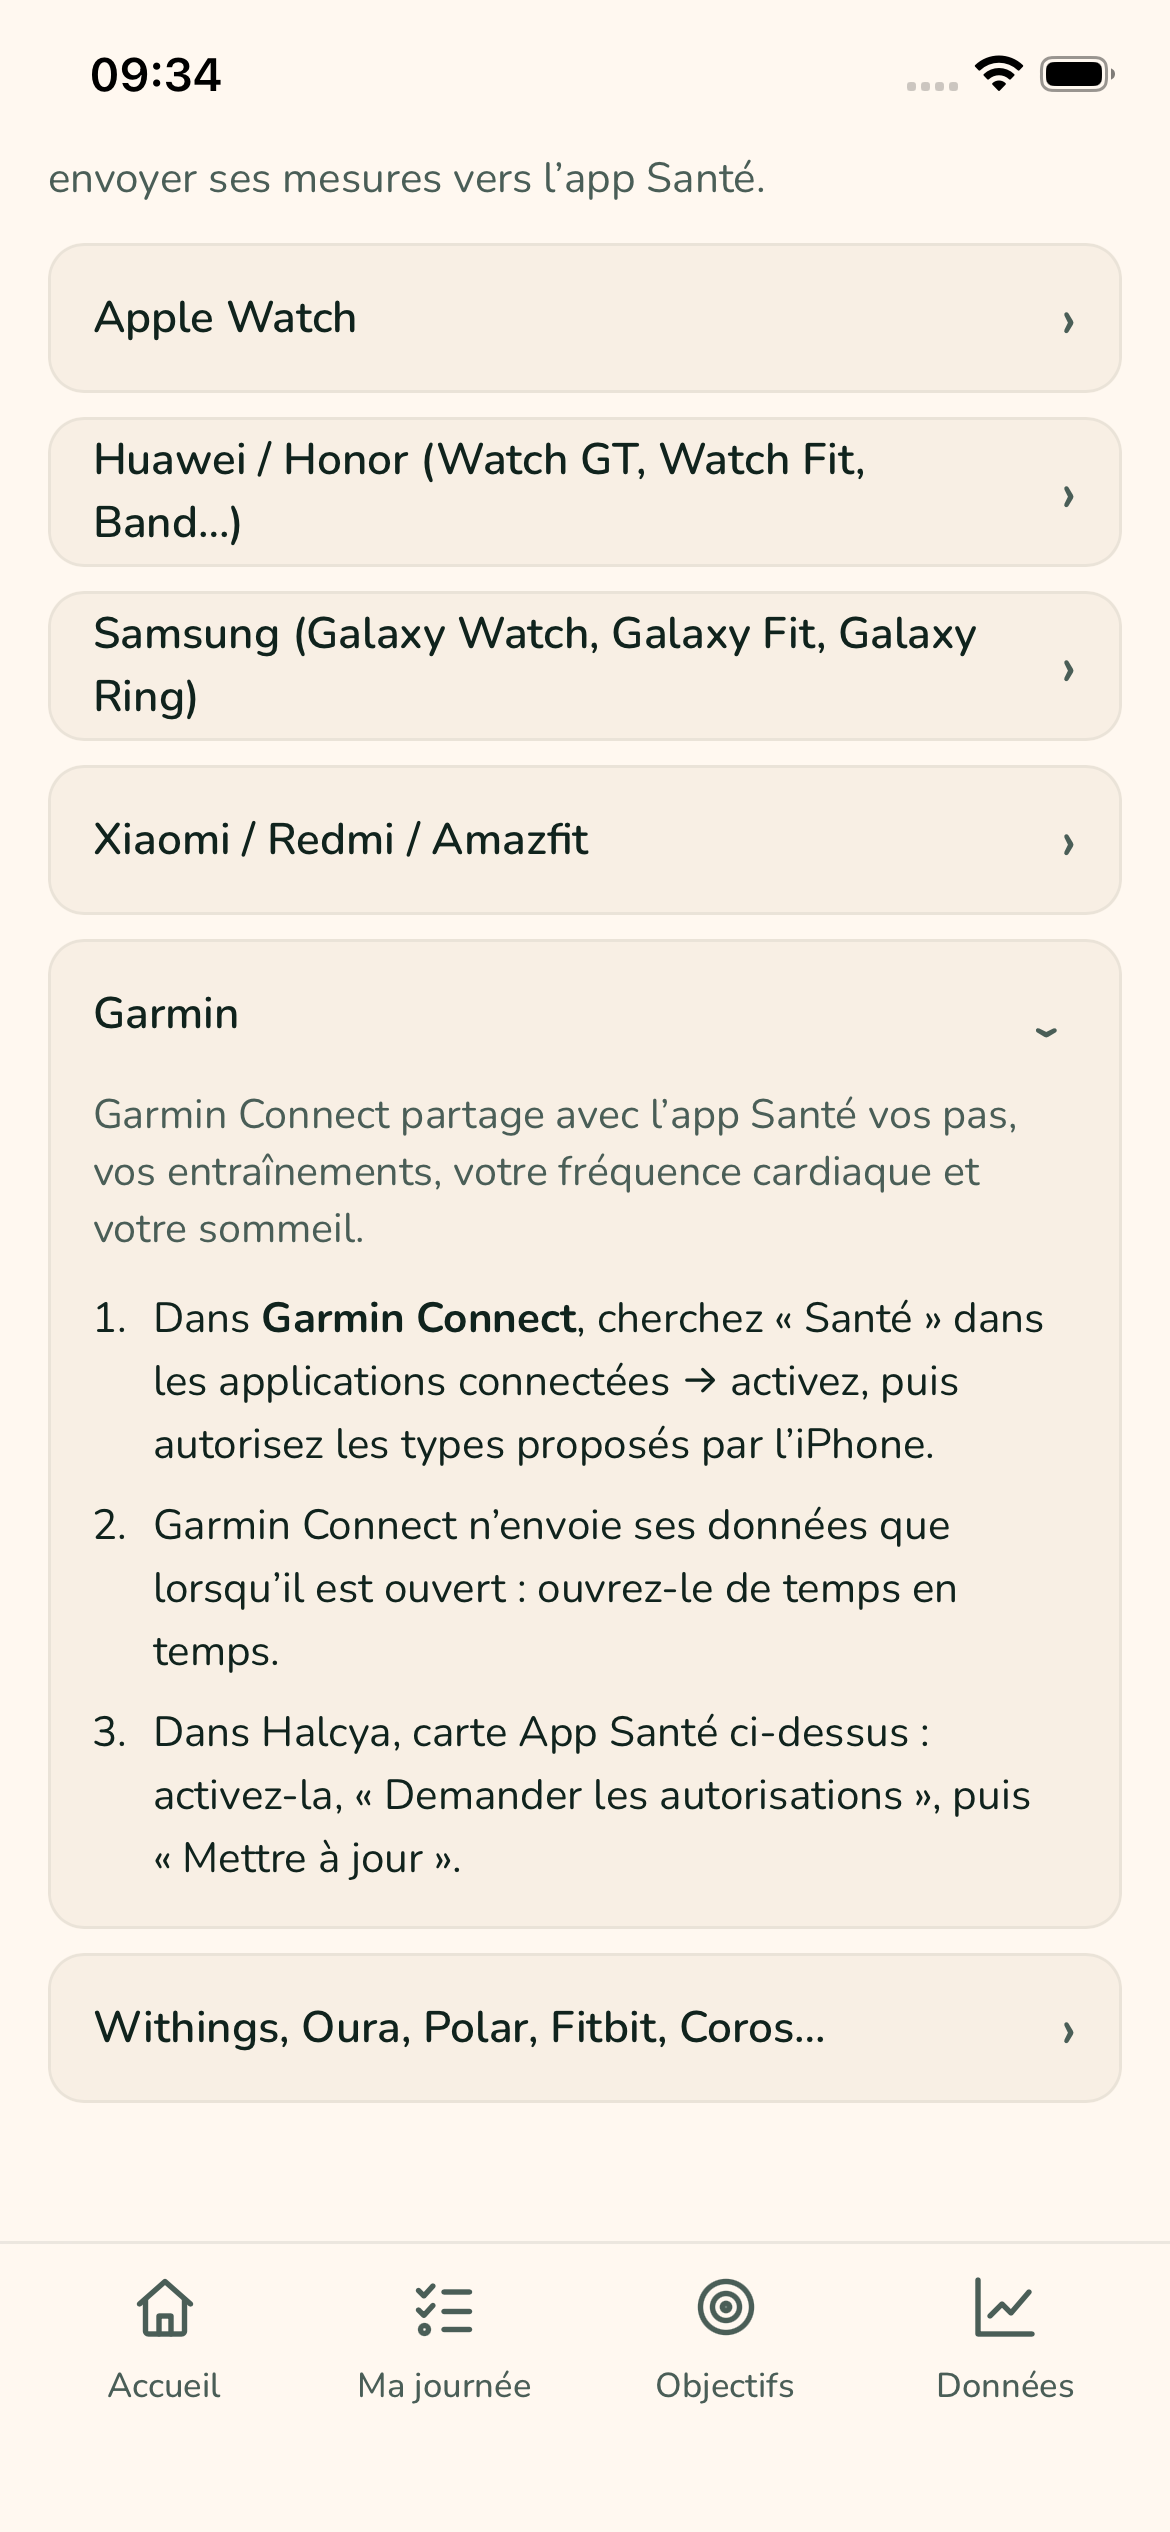 09:34
envoyer ses mesures vers l’app Santé.
Apple Watch
Huawei / Honor (Watch GT, Watch Fit,
Band…)
Samsung (Galaxy Watch, Galaxy Fit, Galaxy
Ring)
Xiaomi / Redmi / Amazfit
Garmin
Garmin Connect partage avec l’app Santé vos pas,
vos entraînements, votre fréquence cardiaque et
votre sommeil.
1. Dans Garmin Connect, cherchez « Santé » dans
les applications connectées → activez, puis
autorisez les types proposés par l’iPhone.
2. Garmin Connect n’envoie ses données que
lorsqu’il est ouvert : ouvrez-le de temps en
temps.
3. Dans Halcya, carte App Santé ci-dessus :
activez-la, « Demander les autorisations », puis
« Mettre à jour ».
Withings, Oura, Polar, Fitbit, Coros…
Accueil
Ma journée
Objectifs
Données